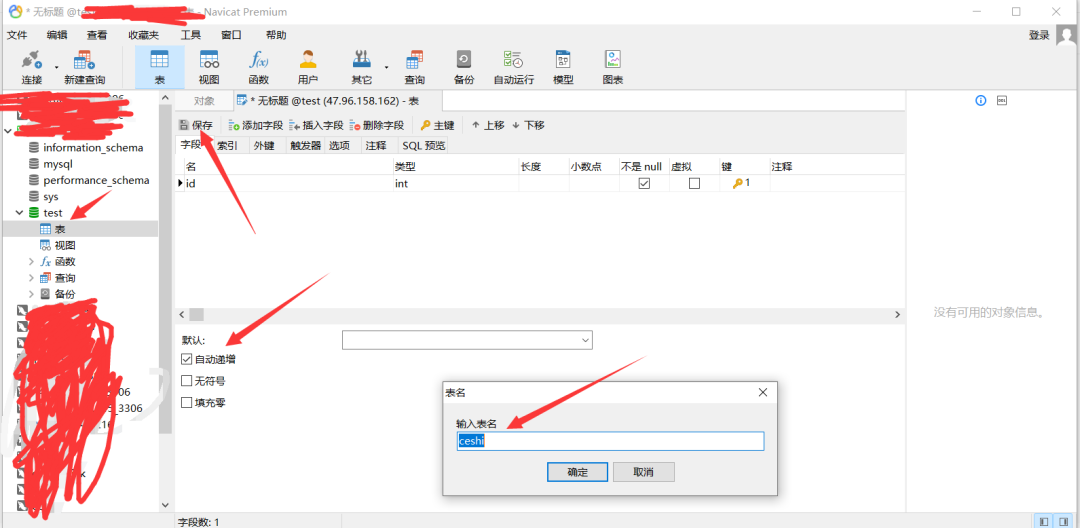 * 无标题 @test
表 - Navicat Premium
文件 编辑 查看 收藏夹 工具 窗口 帮助
登录
连接 新建查询 表 视图 函数 用户 其它 查询 备份 自动运行 模型 图表
对象 * 无标题 @test (47.96.158.162) - 表
保存 添加字段 插入字段 删除字段 主键 ↑ 上移 ↓ 下移
字段 索引 外键 触发器 选项 注释 SQL 预览
名 类型 长度 小数点 不是 null 虚拟 键 注释
id int 1
information_schema
mysql
performance_schema
sys
test
表
视图
fx 函数
查询
备份
06
3306
16
x
没有可用的对象信息。
默认:
自动递增
无符号
填充零
表名
输入表名
ceshi
确定 取消
字段数: 1